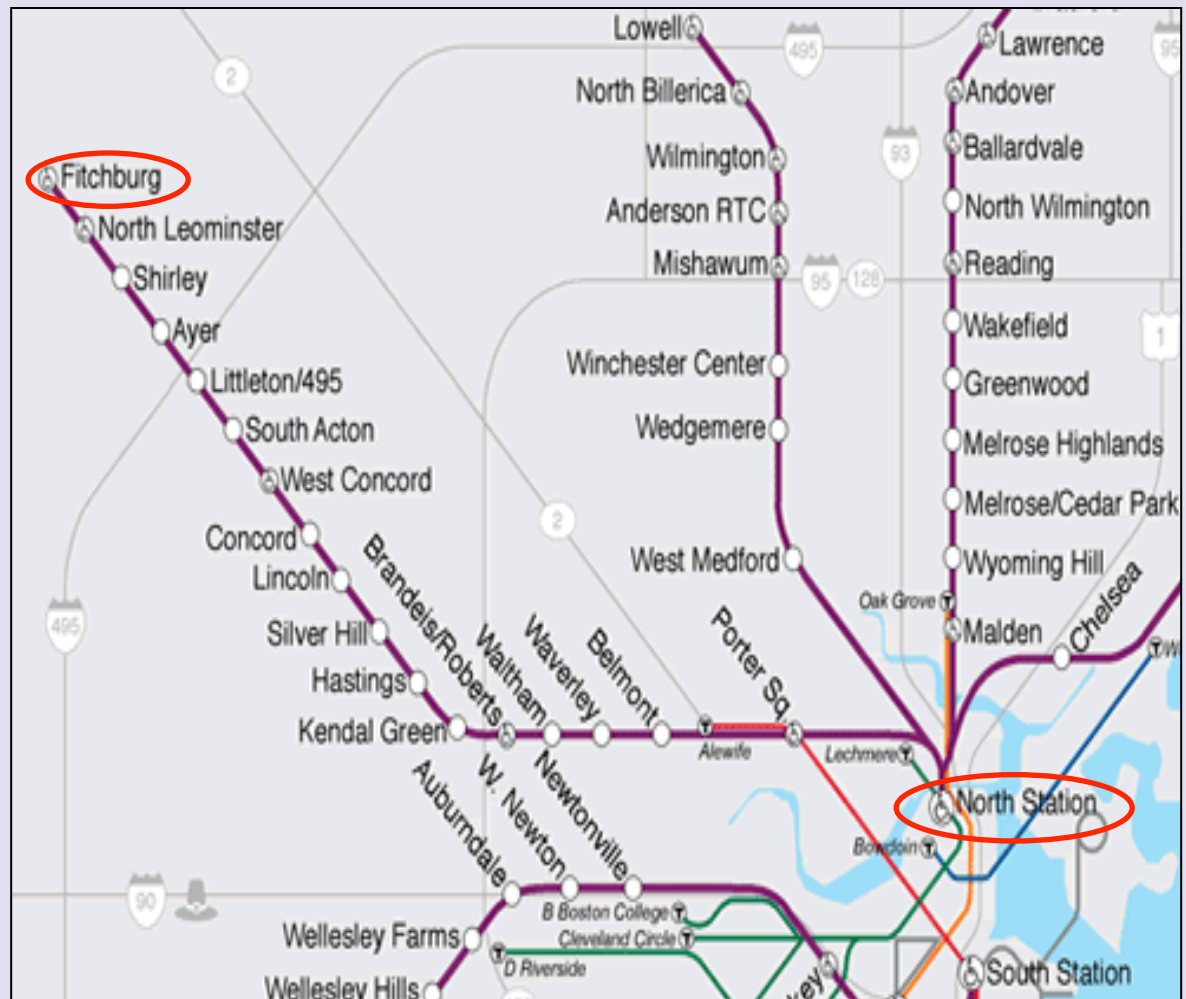 Lowell
495
Lawrence
95
2
North Billerica
Andover
93
Ballardvale
Wilmington
Fitchburg
North Leominster
Anderson RTC
North Wilmington
Shirley
Mishawum
95
128
Reading
Ayer
Wakefield
1
Winchester Center
Littleton/495
Greenwood
South Acton
Wedgemere
Melrose Highlands
West Concord
Melrose/Cedar Park
2
Concord
West Medford
Wyoming Hill
Lincoln
Oak Grove
T
Chelsea
495
Silver Hill
Malden
T
Brandeis/Roberts
Waltham
Waverley
Belmont
Porter Sq.
Hastings
Kendal Green
T
Alewife
Lechmere
T
North Station
Auburndale
W. Newton
Newtonville
Bowdoin
T
90
B Boston College
T
Wellesley Farms
Cleveland Circle
T
T
D Riverside
South Station
Wellesley Hills